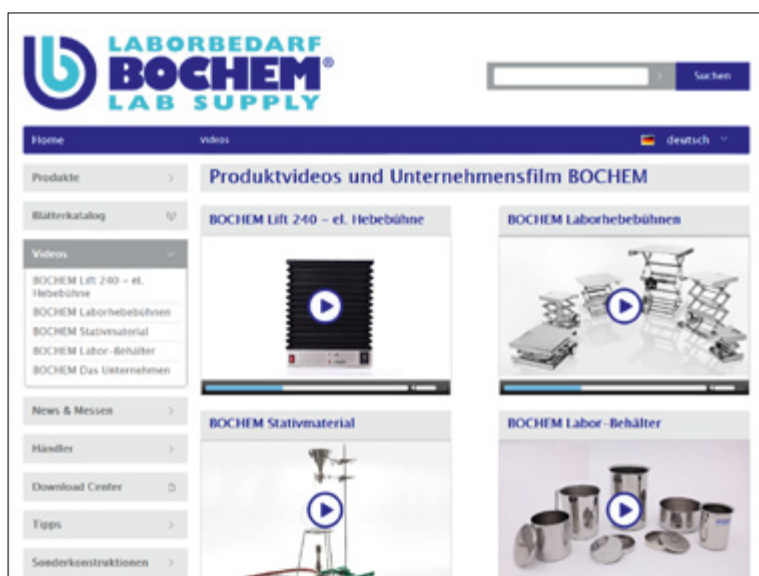 LABORBEDARF
BOCHEM®
LAB SUPPLY
Suchen
Home
Videos
deutsch
Produkte
Blätterkatalog
Videos
BOCHEM Lift 240 – el.
Hebebühne
BOCHEM Laborhebebühnen
BOCHEM Stativmaterial
BOCHEM Labor-Behälter
BOCHEM Das Unternehmen
News & Messen
Händler
Download Center
Tipps
Sonderkonstruktionen
Produktvideos und Unternehmensfilm BOCHEM
BOCHEM Lift 240 – el. Hebebühne
BOCHEM Laborhebebühnen
BOCHEM Stativmaterial
BOCHEM Labor-Behälter